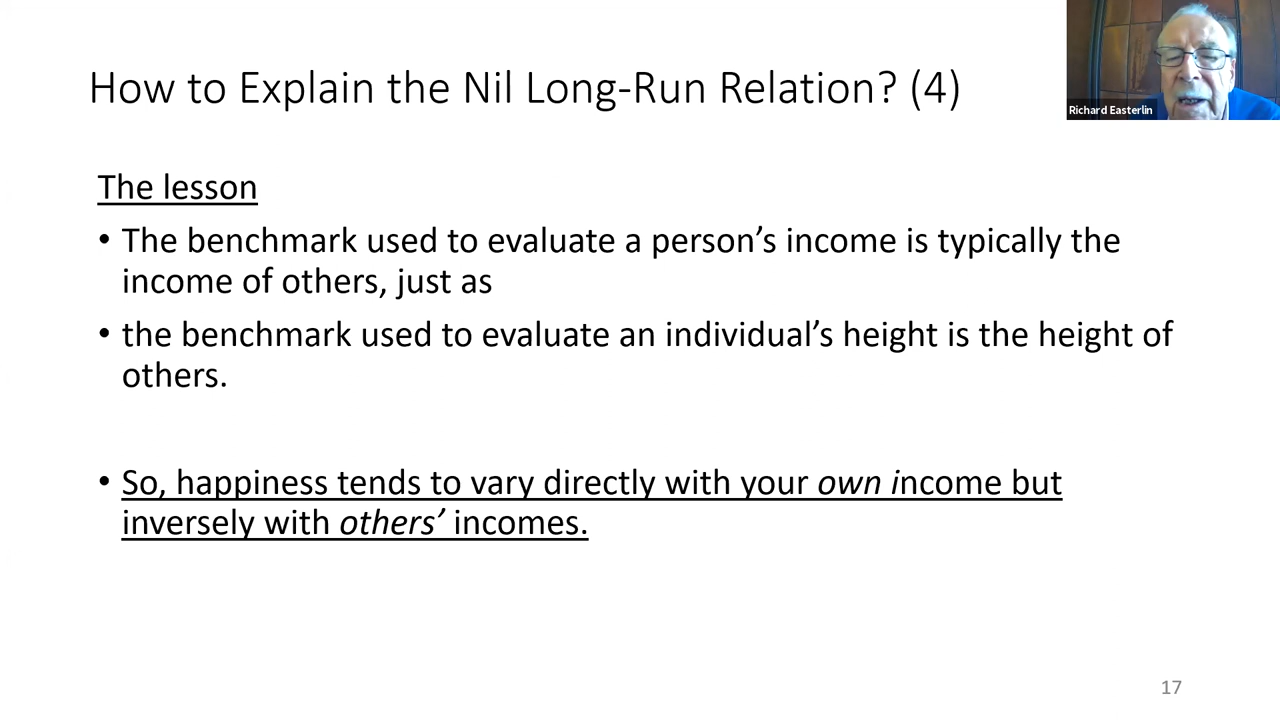 How to Explain the Nil Long-Run Relation? (4)
Richard Easterlin
The lesson
• The benchmark used to evaluate a person’s income is typically the
income of others, just as
• the benchmark used to evaluate an individual’s height is the height of
others.
• So, happiness tends to vary directly with your own income but
inversely with others’ incomes.
17